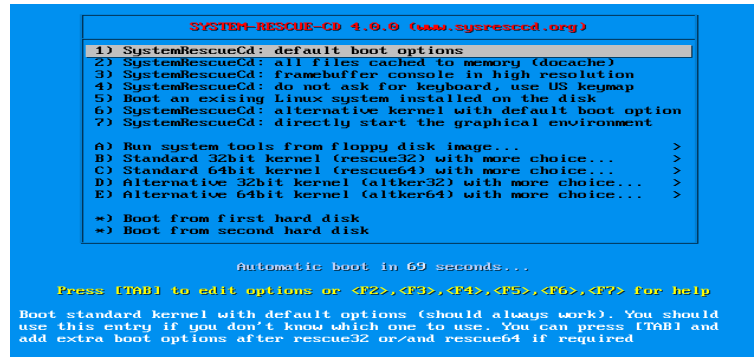 SYSTEM-RESCUE-CD 4.0.0 (www.sysresccd.org)
1) SystemRescueCd: default boot options
2) SystemRescueCd: all files cached to memory (docache)
3) SystemRescueCd: framebuffer console in high resolution
4) SystemRescueCd: do not ask for keyboard, use US keymap
5) Boot an exising Linux system installed on the disk
6) SystemRescueCd: alternative kernel with default boot option
7) SystemRescueCd: directly start the graphical environment
A) Run system tools from floppy disk image... >
B) Standard 32bit kernel (rescue32) with more choice... >
C) Standard 64bit kernel (rescue64) with more choice... >
D) Alternative 32bit kernel (altker32) with more choice... >
E) Alternative 64bit kernel (altker64) with more choice... >
*) Boot from first hard disk
*) Boot from second hard disk
Automatic boot in 69 seconds...
Press [TAB] to edit options or <F2>,<F3>,<F4>,<F5>,<F6>,<F7> for help
Boot standard kernel with default options (should always work). You should
use this entry if you don't know which one to use. You can press [TAB] and
add extra boot options after rescue32 or/and rescue64 if required